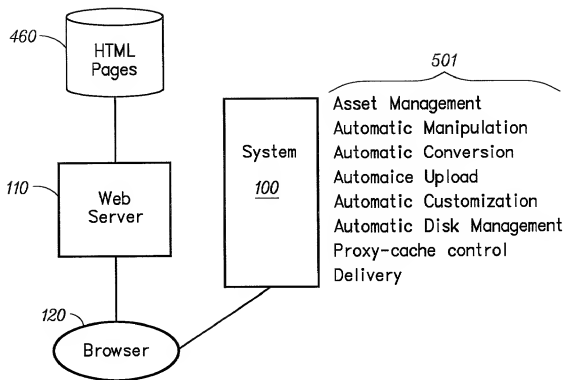 460
HTML
Pages
501
110
Web
Server
System
100
Asset Management
Automatic Manipulation
Automatic Conversion
Automaice Upload
Automatic Customization
Automatic Disk Management
Proxy-cache control
Delivery
120
Browser